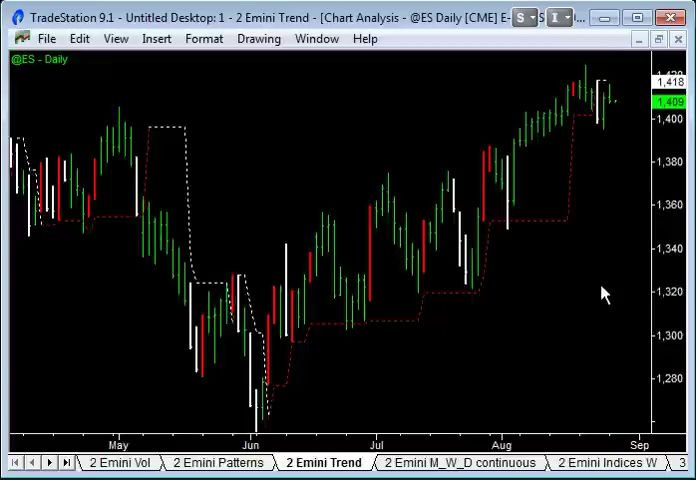 TradeStation 9.1 - Untitled Desktop: 1 - 2 Emini Trend - [Chart Analysis - @ES Daily [CME] E-
S
I
File Edit View Insert Format Drawing Window Help
@ES - Daily
1,418
1,409
1,400
1,380
1,360
1,340
1,320
1,300
1,280
May Jun Jul Aug Sep
2 Emini Vol 2 Emini Patterns 2 Emini Trend 2 Emini M_W_D continuous 2 Emini Indices W 3